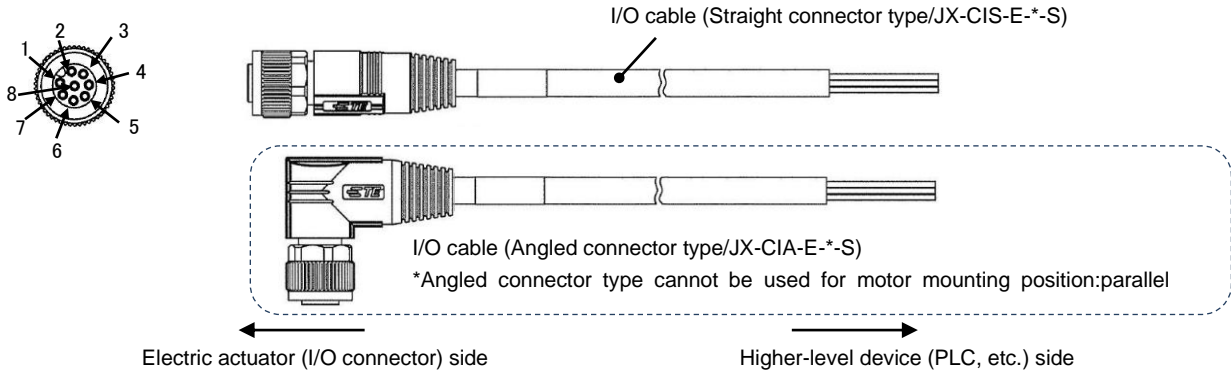 I/O cable (Straight connector type/JX-CIS-E-*-S)
2
3
1
4
8
7
5
6
TE
TE
I/O cable (Angled connector type/JX-CIA-E-*-S)
*Angled connector type cannot be used for motor mounting position:parallel
Electric actuator (I/O connector) side
Higher-level device (PLC, etc.) side